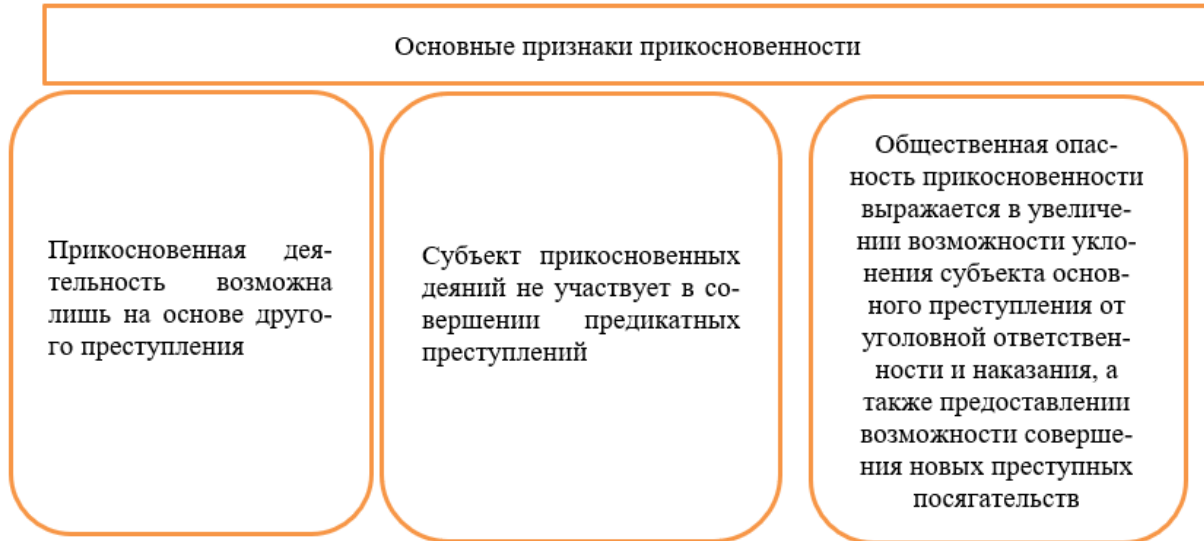 Основные признаки прикосновенности
Прикосновенная дея-
тельность возможна
лишь на основе друго-
го преступления
Субъект прикосновенных
деяний не участвует в со-
вершении предикатных
преступлений
Общественная опас-
ность прикосновенности
выражается в увеличе-
нии возможности укло-
нения субъекта основ-
ного преступления от
уголовной ответствен-
ности и наказания, а
также предоставлении
возможности соверше-
ния новых преступных
посягательств